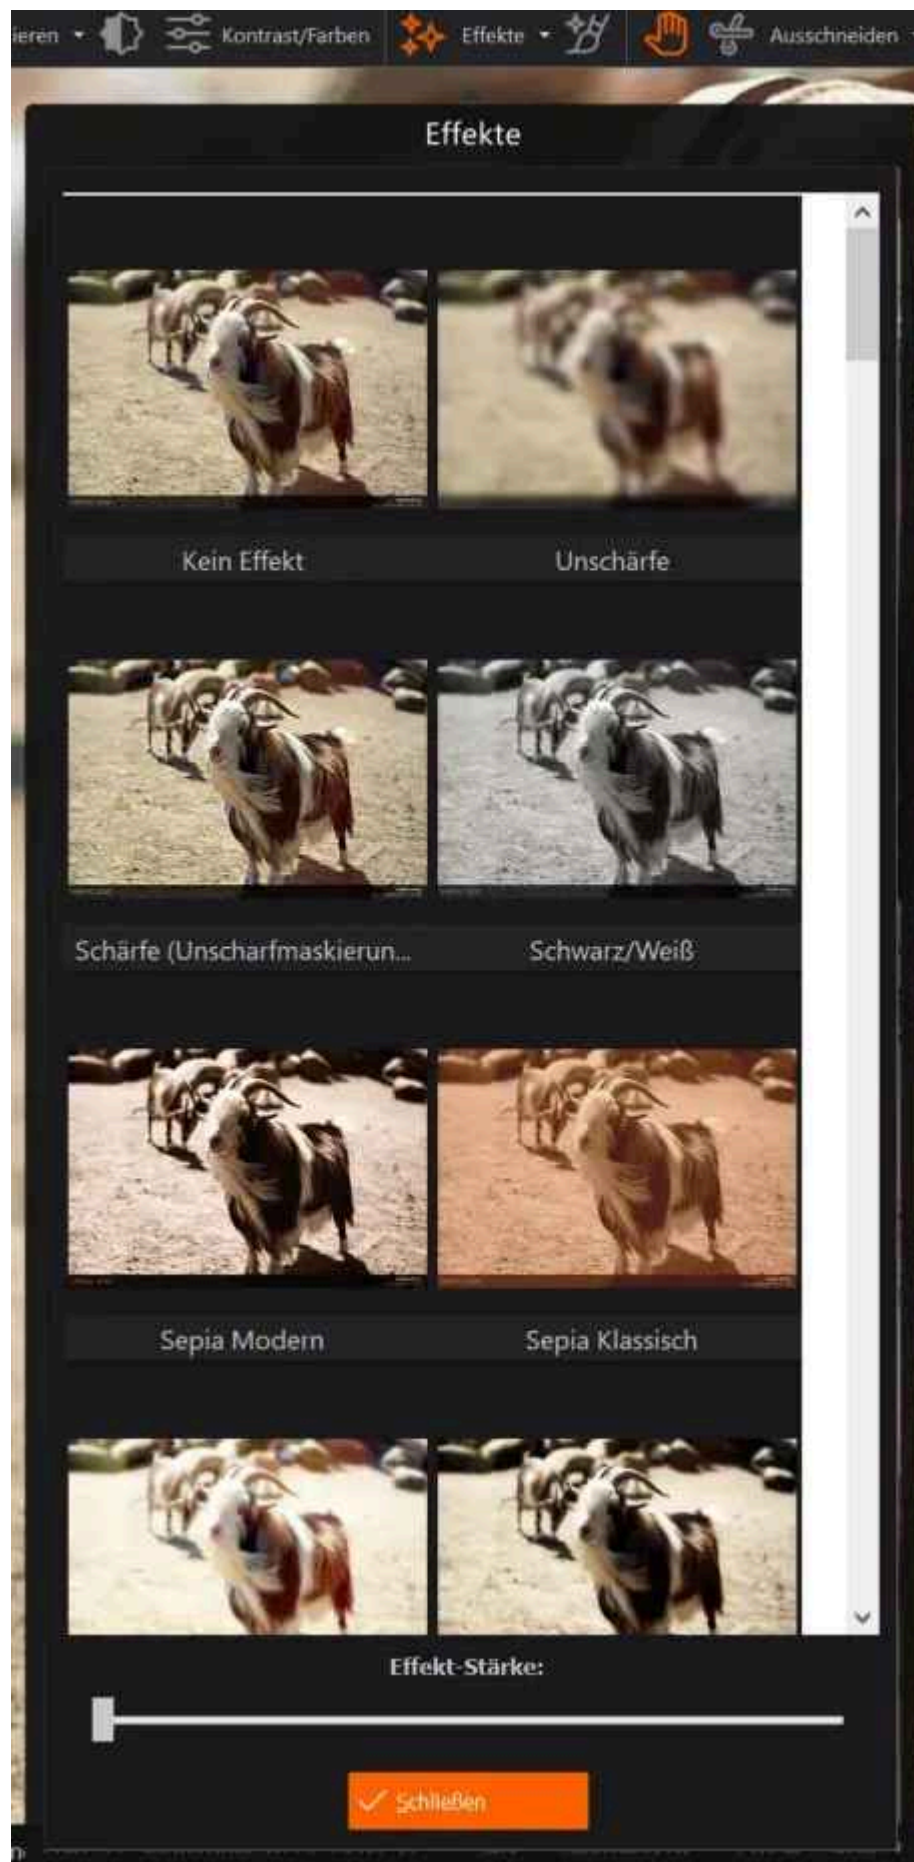 ieren Kontrast/Farben Effekte Ausschneiden
Effekte
Kein Effekt Unschärfe
Schärfe (Unscharfmaskierun... Schwarz/Weiß
Sepia Modern Sepia Klassisch
Effekt-Stärke:
Schließen